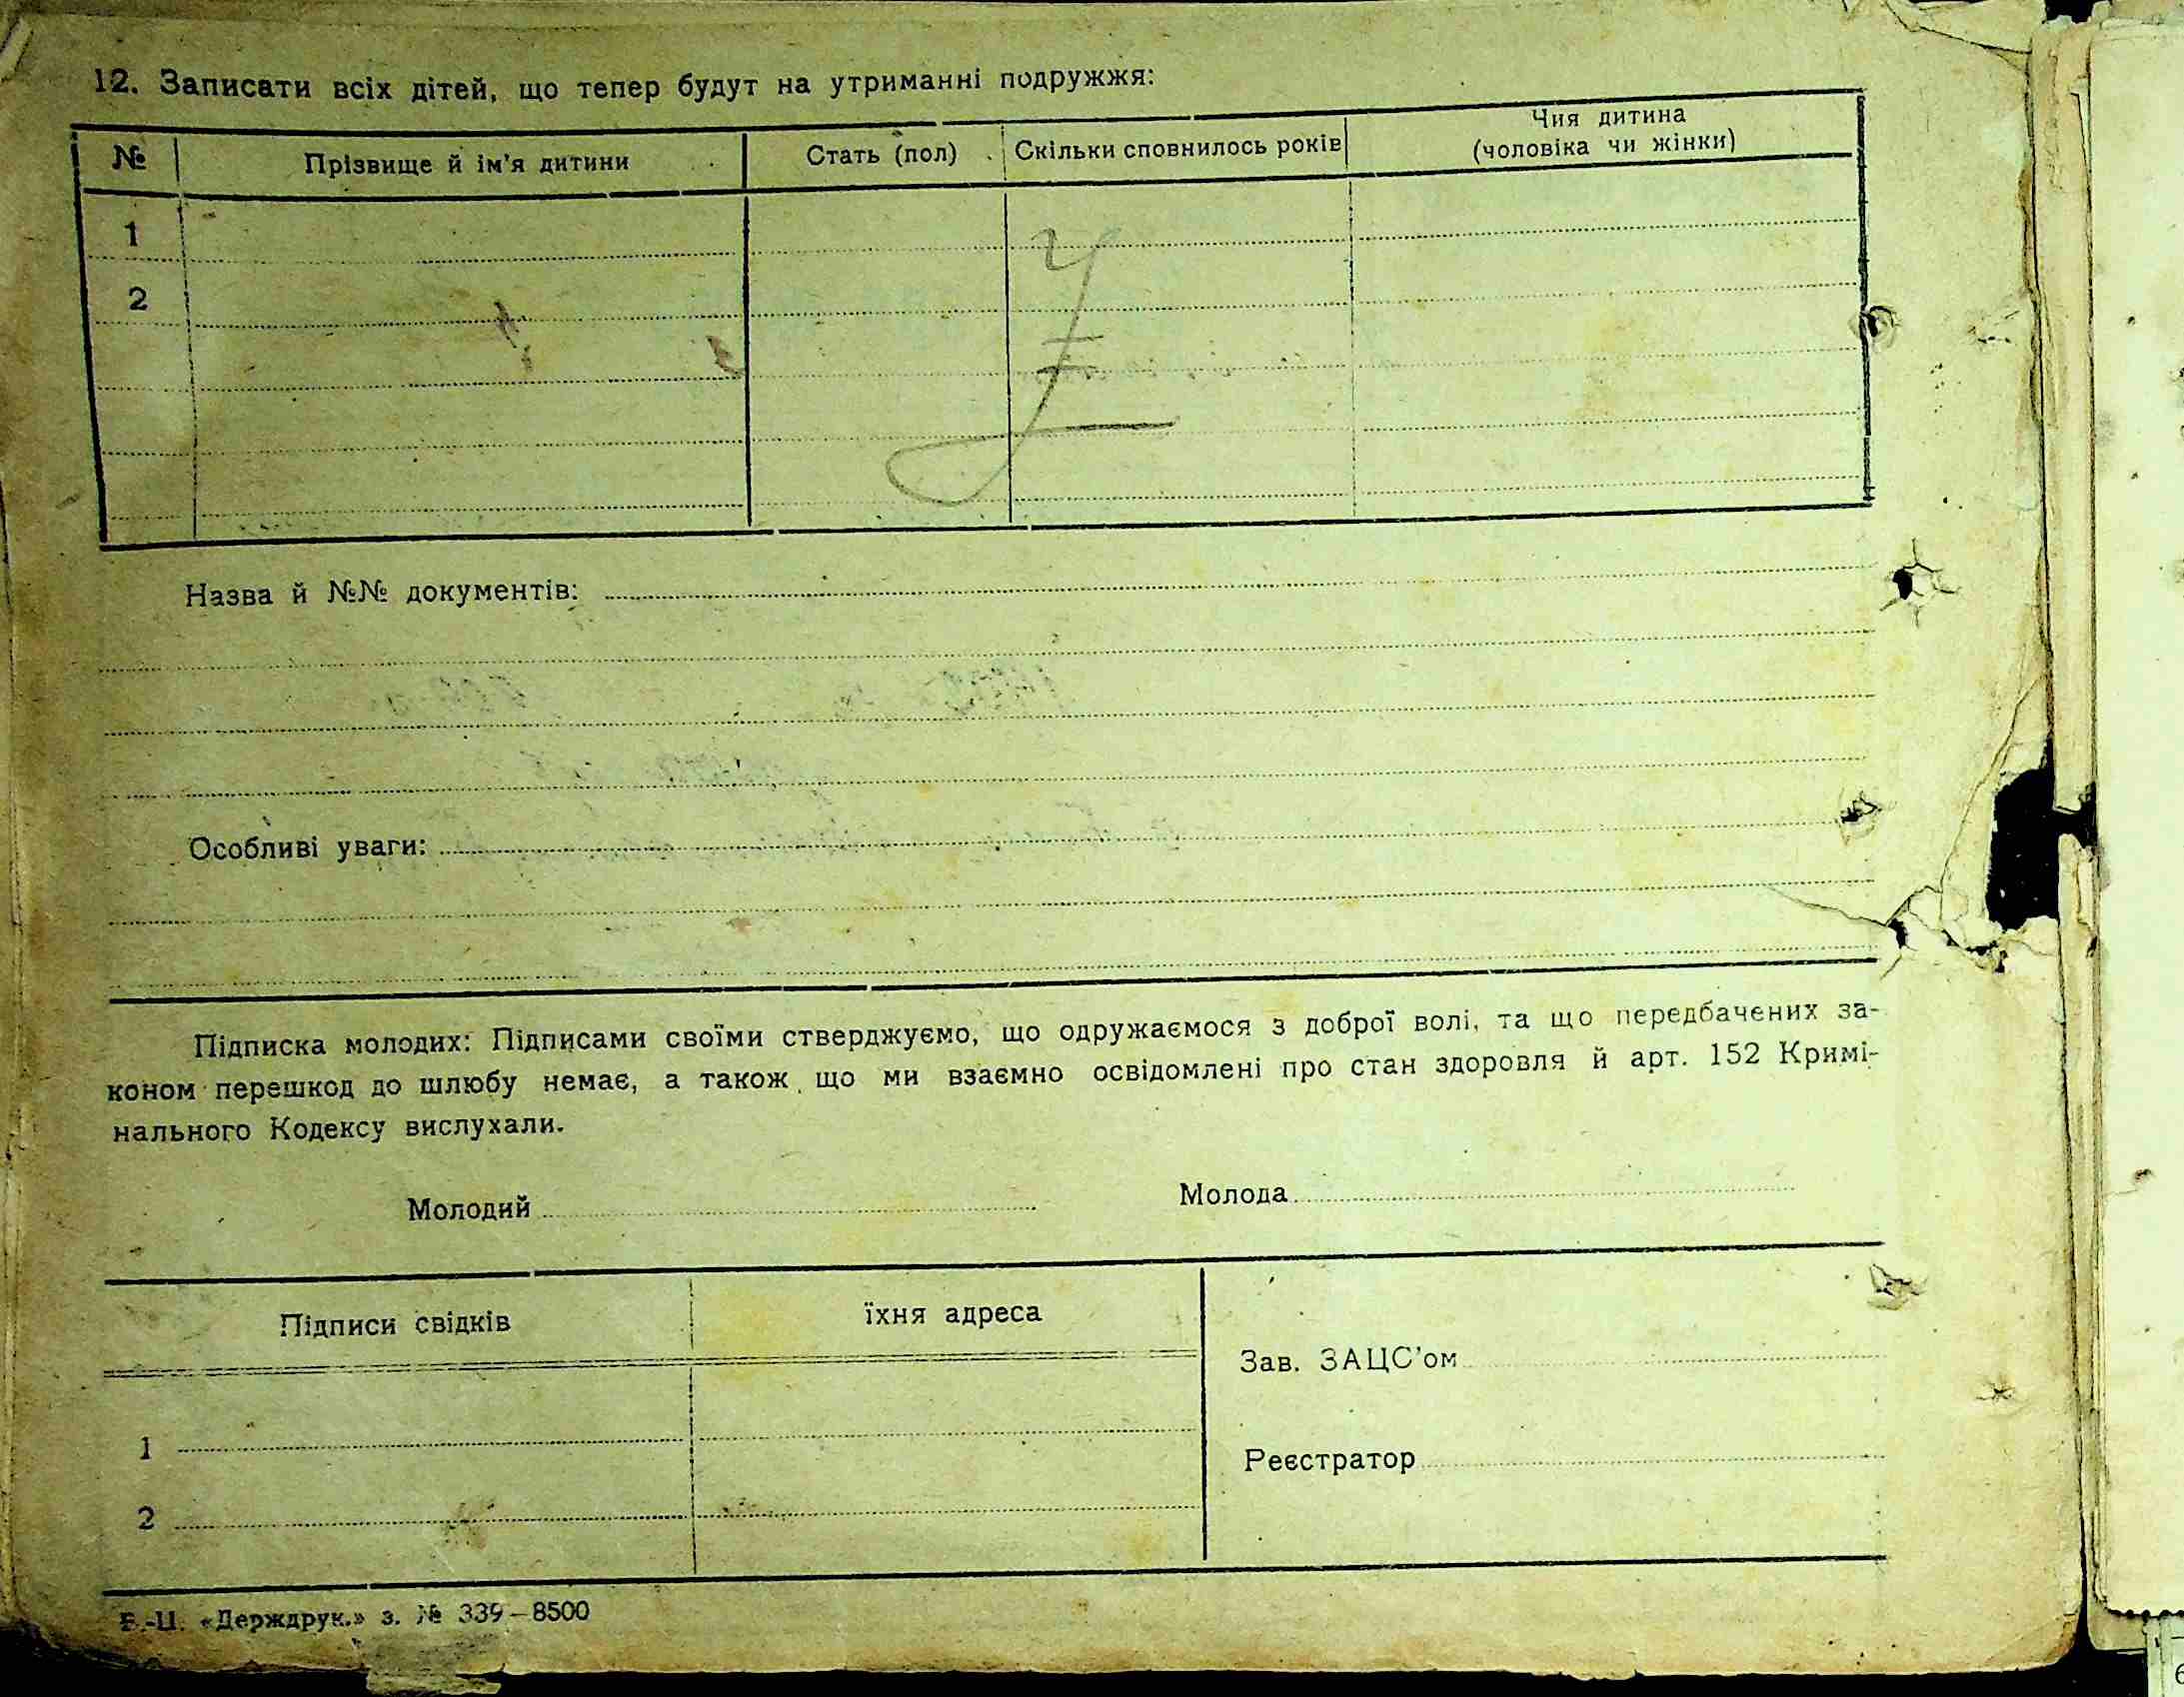 12. Записати всіх дітей, що тепер будут на утриманні подружжя:
№ Прізвище й ім'я дитини Стать (пол) Скільки сповнилось років Чия дитина (чоловіка чи жінки)
1
2
Назва й №№ документів:
Особливі уваги:
Підписка молодих: Підписами своїми стверджуємо, що одружаємося з доброї волі, та що передбачених за-
коном перешкод до шлюбу немає, а також що ми взаємно освідомлені про стан здоровля й арт. 152 Кримі-
нального Кодексу вислухали.
Молодий Молода
Підписи свідків їхня адреса
Зав. ЗАЦС'ом
1
Реєстратор
2
«Держдрук.» з. № 339–8500